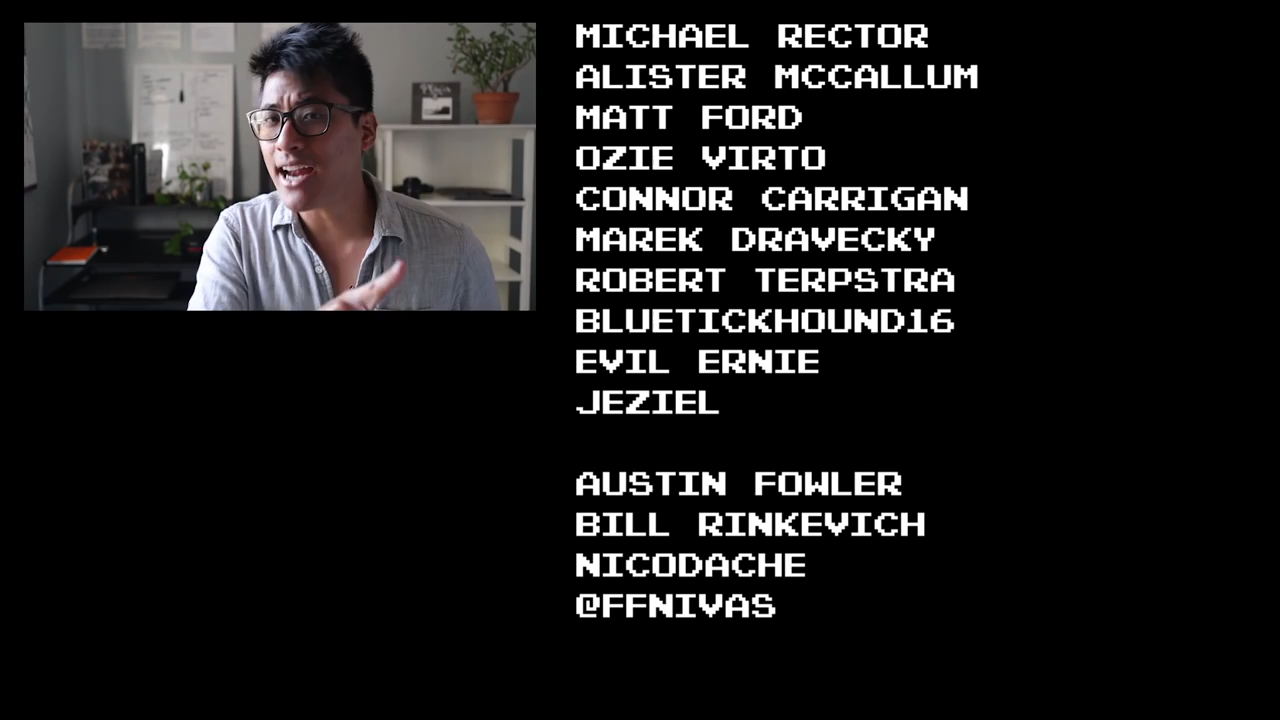 MICHAEL RECTOR
ALISTER MCCALLUM
MATT FORD
OZIE VIRTO
CONNOR CARRIGAN
MAREK DRAVECKY
ROBERT TERPSTRA
BLUETICKHOUND16
EVIL ERNIE
JEZIEL
AUSTIN FOWLER
BILL RINKEVICH
NICODACHE
@FFNIVAS